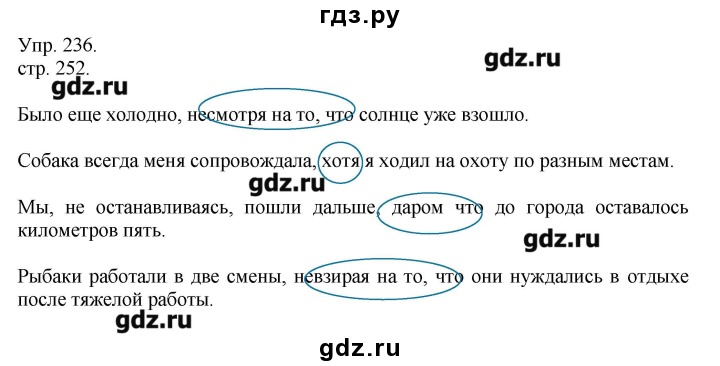 гдз.ру
Упр. 236.
gdz.ru
стр. 252.
gdz.ru
Было еще холодно, несмотря на то, что солнце уже взошло.
Собака всегда меня сопровождала, хотя я ходил на охоту по разным местам.
gdz.ru
Мы, не останавливаясь, пошли дальше, даром что до города оставалось
километров пять.
gdz.ru
Рыбаки работали в две смены, невзирая на то, что они нуждались в отдыхе
после тяжелой работы.
gdz.ru
gdz.ru